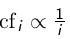 cf_i ∝ 1/i